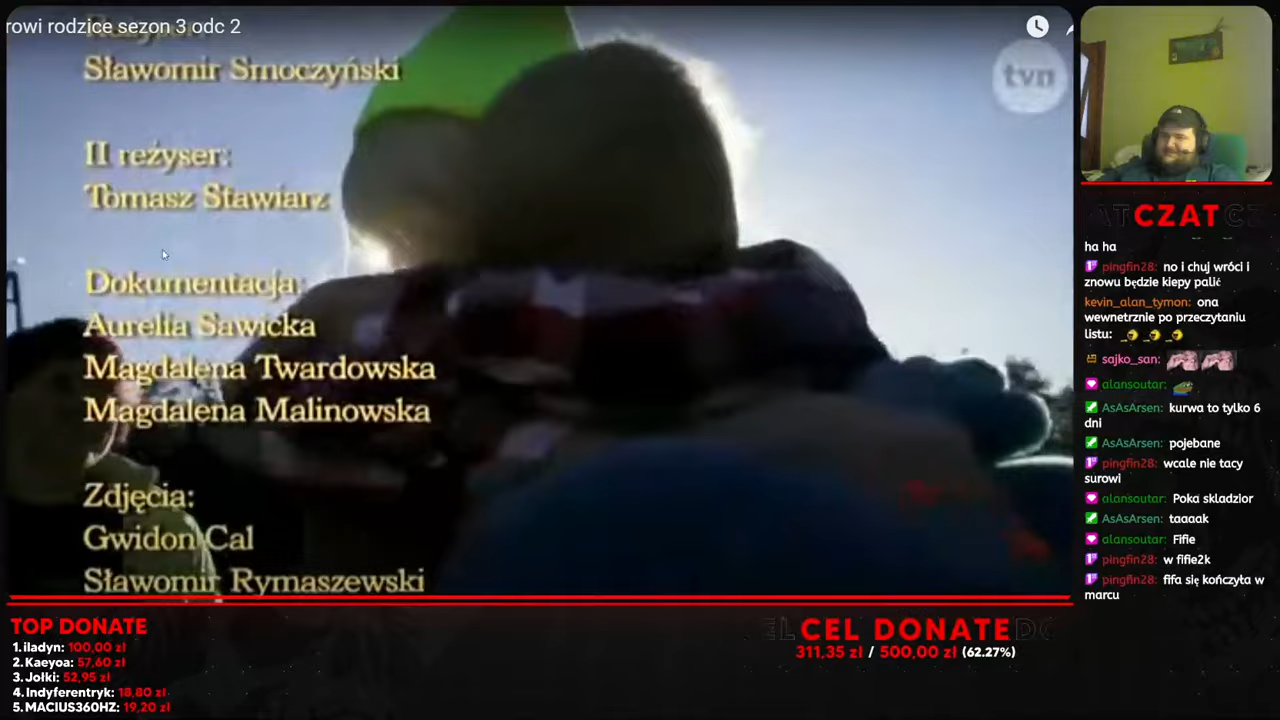 rowi rodzice sezon 3 odc 2
tvn
Reżyser:
Sławomir Smoczyński
II reżyser:
Tomasz Stawiarz
Dokumentacja:
Aurelia Sawicka
Magdalena Twardowska
Magdalena Malinowska
Zdjęcia:
Gwidon Cal
Sławomir Rymaszewski
CZAT
ha ha
pingfin28: no i chuj wróci i
znowu będzie kiepy palić
kevin_alan_tymon: ona
wewnetrznie po przeczytaniu
listu:
sajko_san:
alansoutar:
AsAsArsen: kurwa to tylko 6
dni
AsAsArsen: pojebane
pingfin28: wcale nie tacy
surowi
alansoutar: Poka skladzior
AsAsArsen: taaaak
alansoutar: Fifie
pingfin28: w fifie2k
pingfin28: fifa się kończyła w
marcu
TOP DONATE
1. iladyn: 100,00 zł
2. Kaeyoa: 57,60 zł
3. Jołki: 52,95 zł
4. Indyferentryk: 18,80 zł
5. MACIUS360HZ: 19,20 zł
CEL DONATE
311,35 zł / 500,00 zł (62.27%)